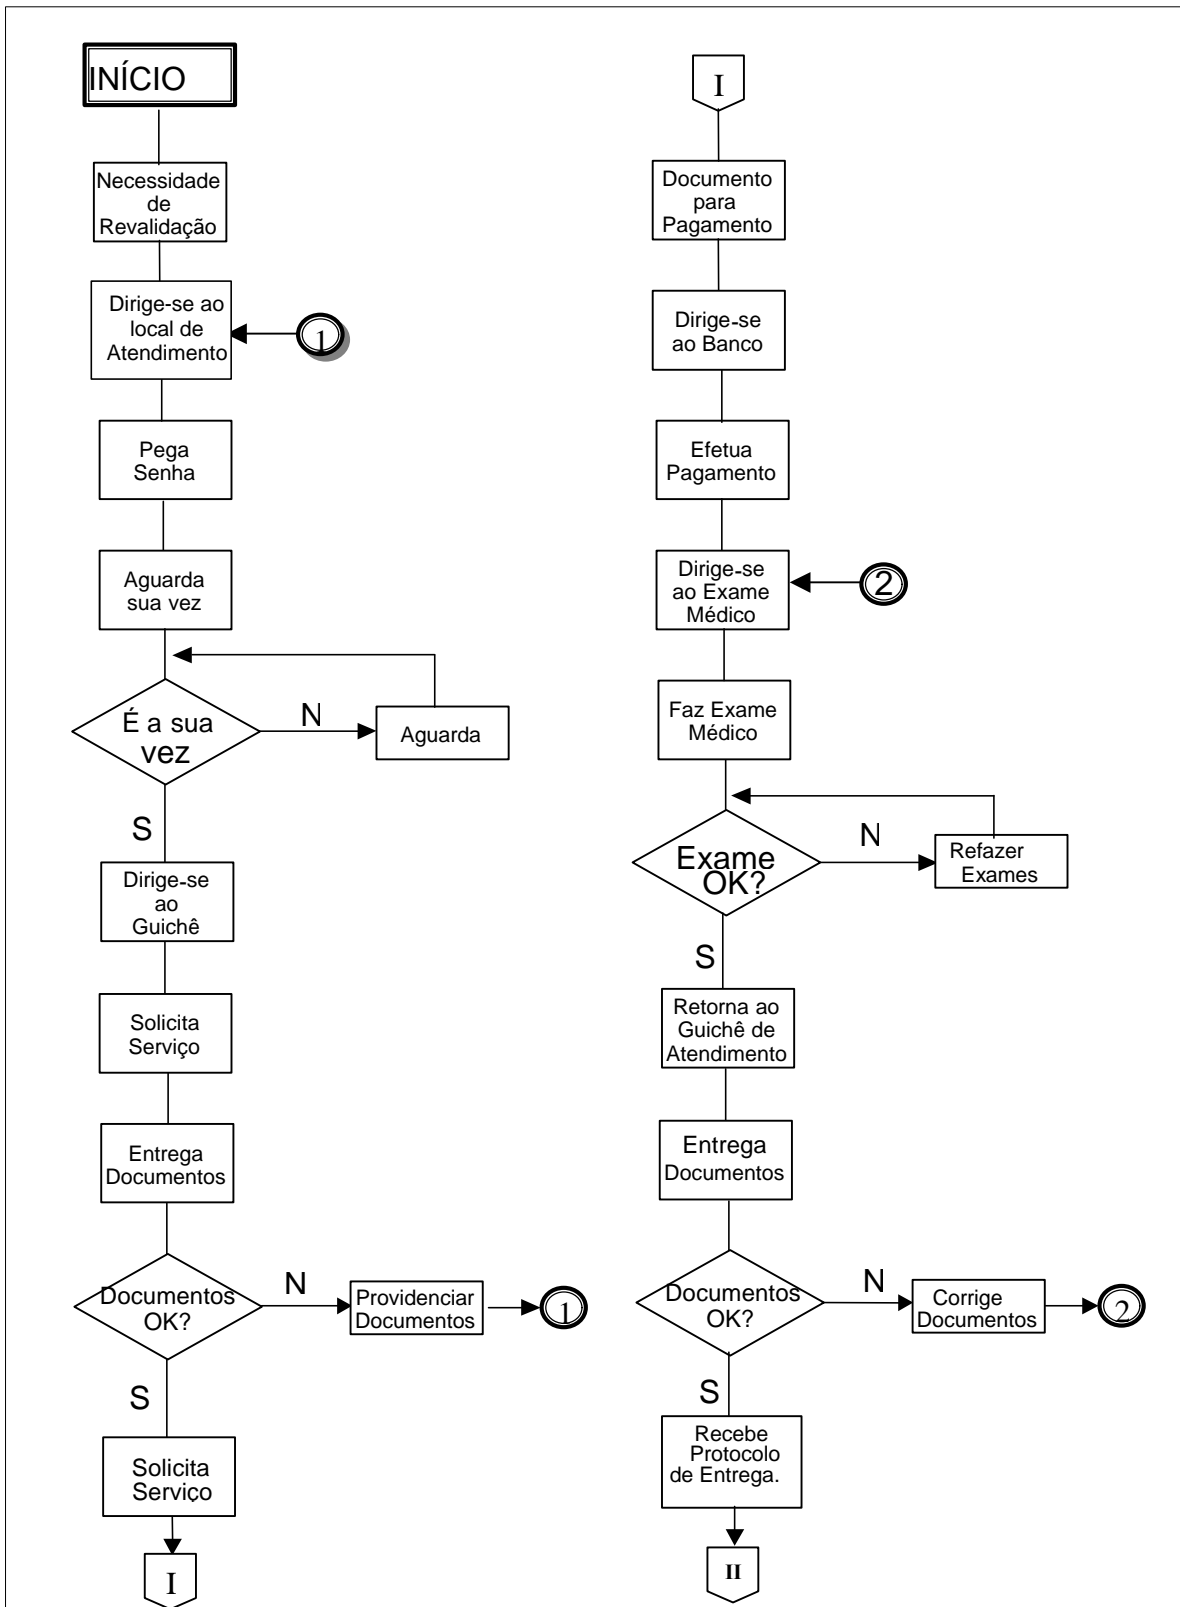 INÍCIO
Necessidade
de
Revalidação
Dirige-se ao
local de
Atendimento
1
Pega
Senha
Aguarda
sua vez
É a sua
vez
N
Aguarda
S
Dirige-se
ao
Guichê
Solicita
Serviço
Entrega
Documentos
Documentos
OK?
N
Providenciar
Documentos
1
S
Solicita
Serviço
I
I
Documento
para
Pagamento
Dirige-se
ao Banco
Efetua
Pagamento
Dirige-se
ao Exame
Médico
2
Faz Exame
Médico
Exame
OK?
N
Refazer
Exames
S
Retorna ao
Guichê de
Atendimento
Entrega
Documentos
Documentos
OK?
N
Corrige
Documentos
2
S
Recebe
Protocolo
de Entrega.
II